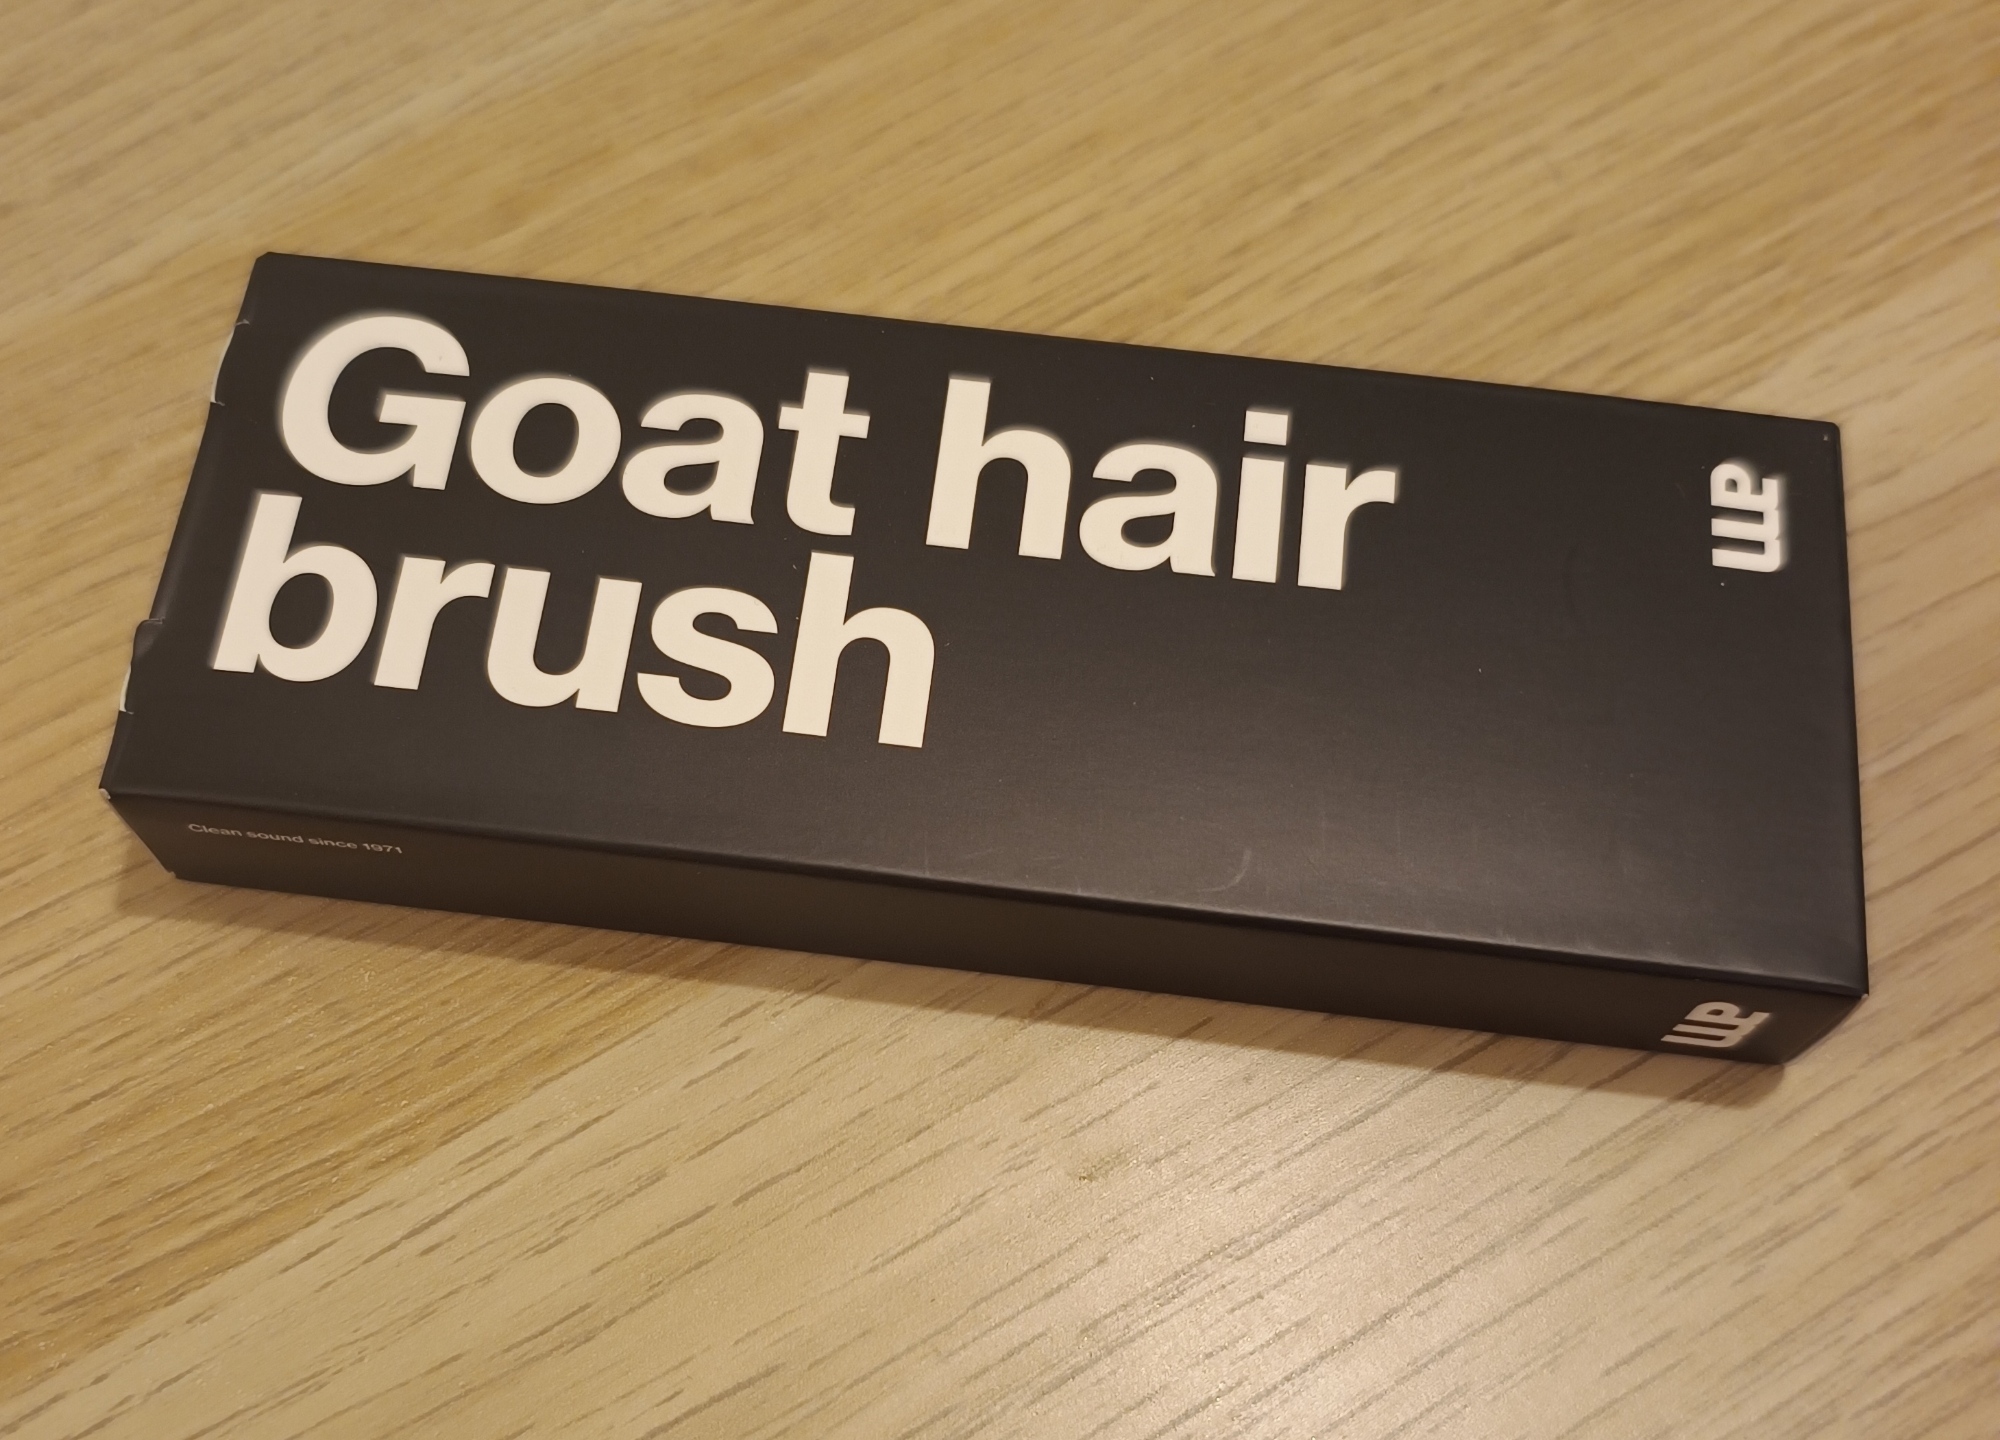 Goat hair
brush
am
Clean sound since 1971
am